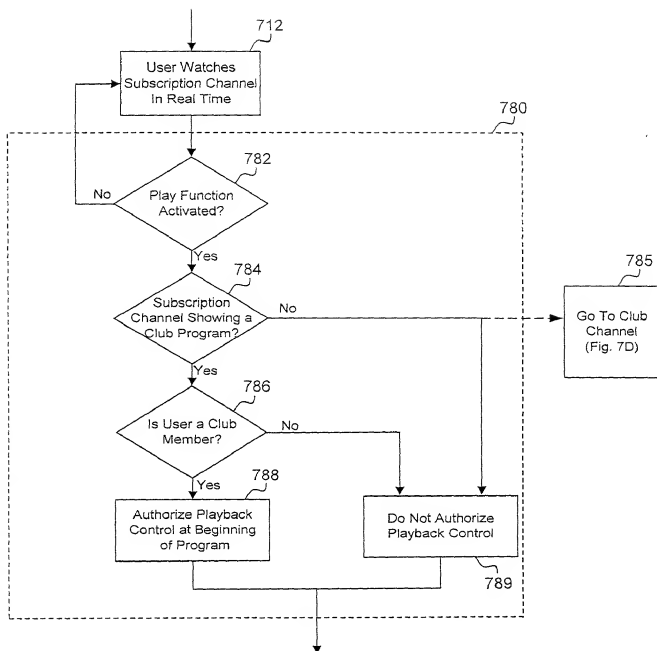 712
User Watches
Subscription Channel
In Real Time
780
782
No
Play Function
Activated?
Yes
784
785
Subscription
Channel Showing a
Club Program?
No
Go To Club
Channel
(Fig. 7D)
Yes
786
Is User a Club
Member?
No
Yes
788
Authorize Playback
Control at Beginning
of Program
Do Not Authorize
Playback Control
789